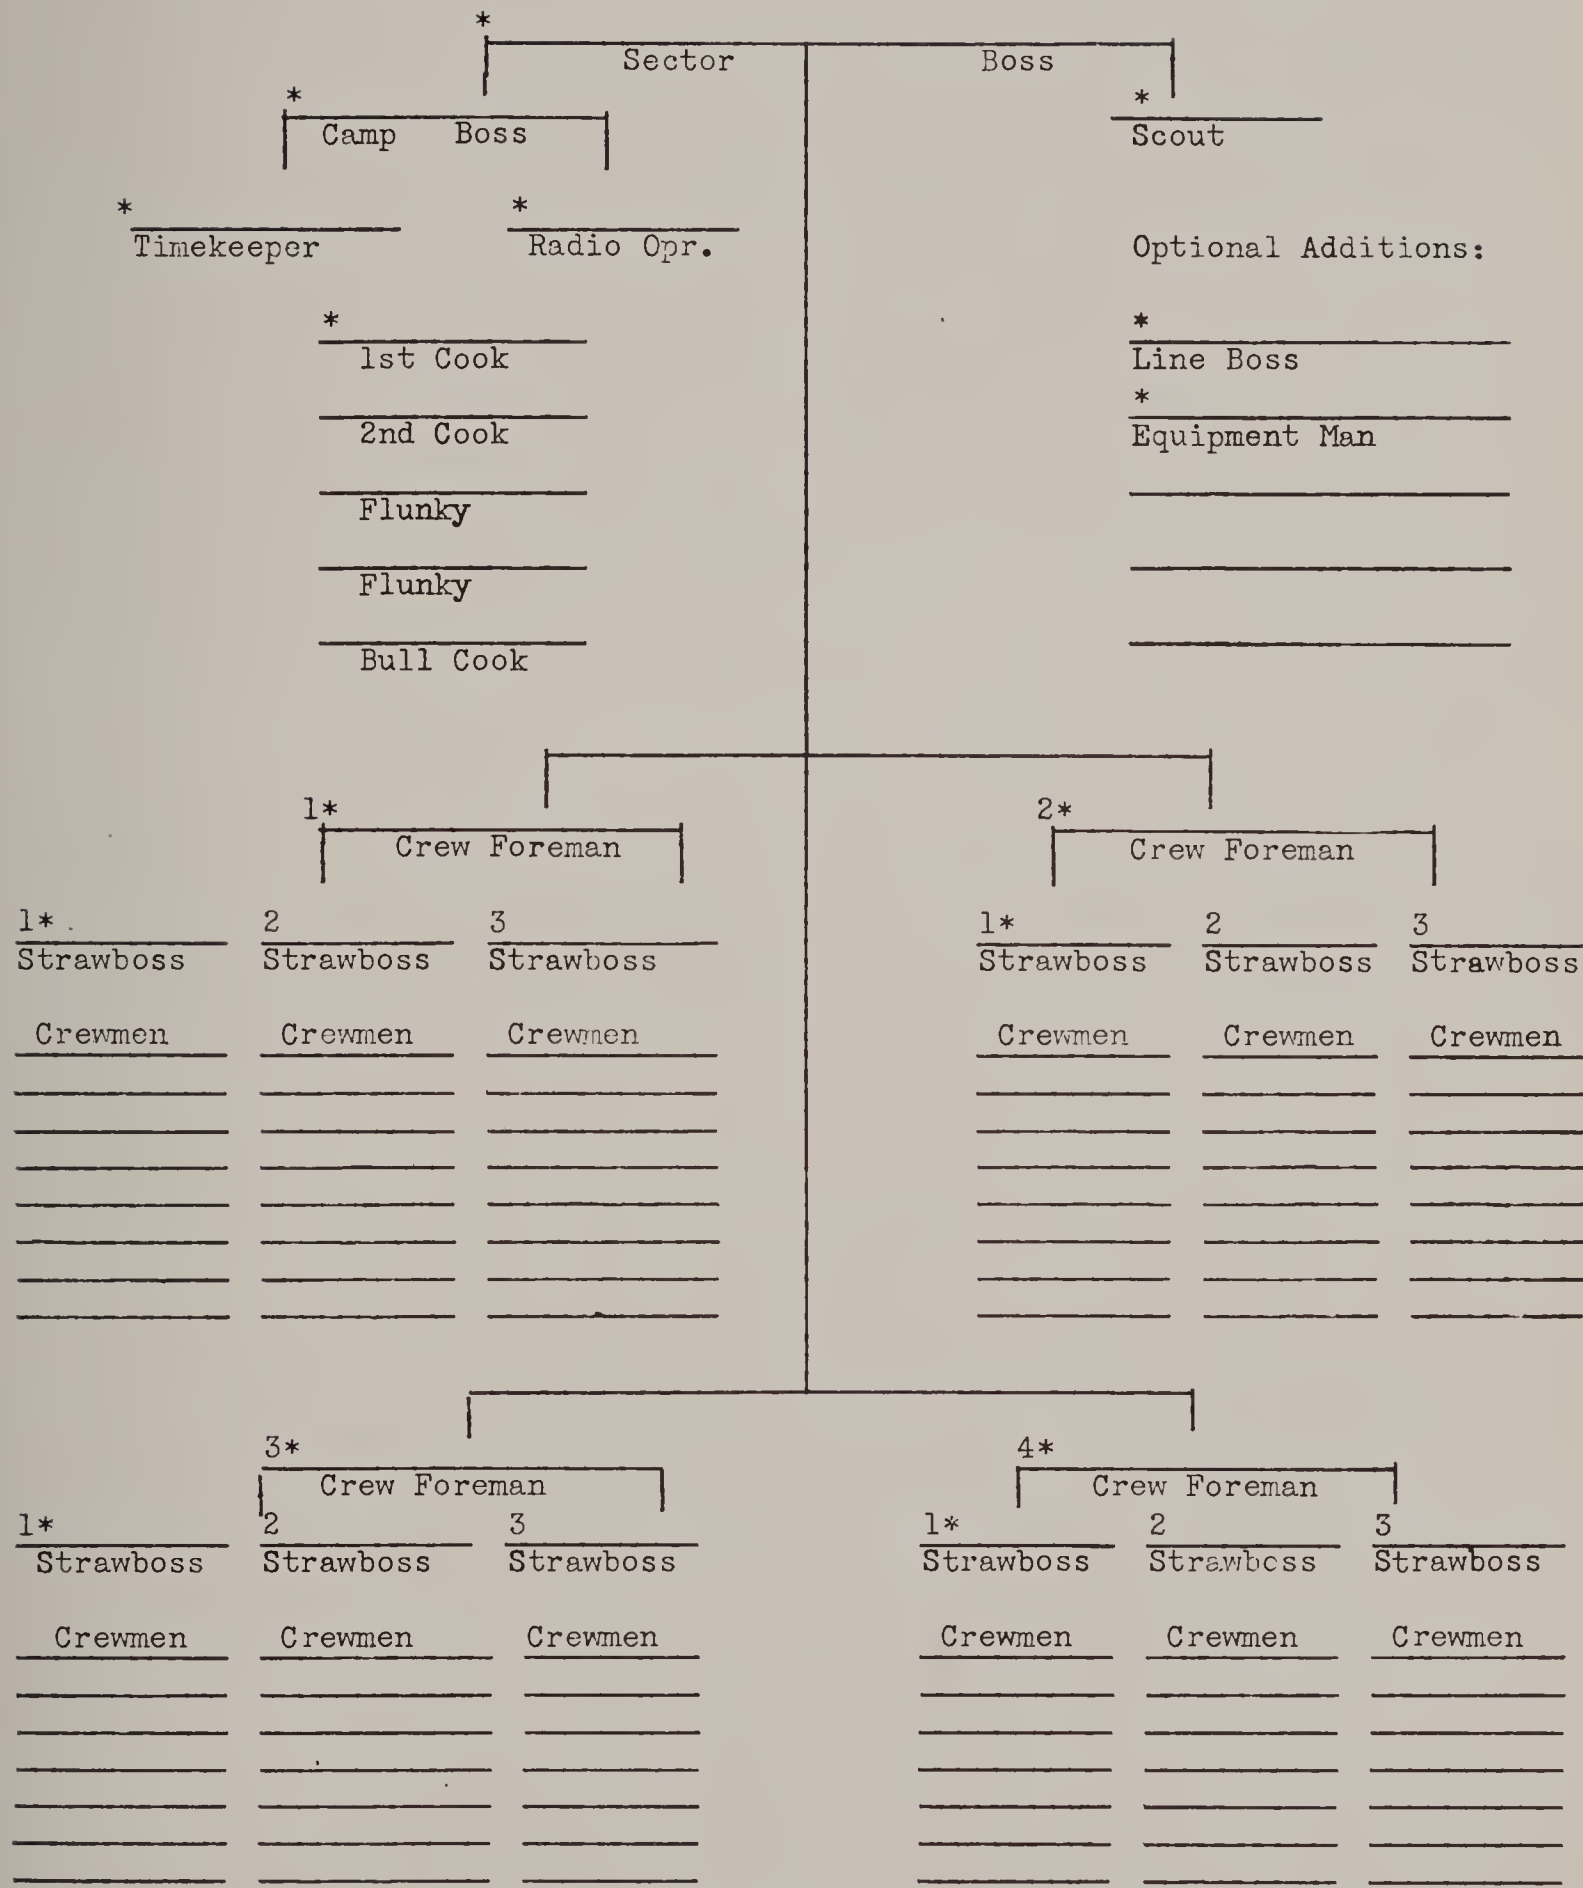 *
Sector Boss
* *
Camp Boss Scout
* *
Timekeeper Radio Opr. Optional Additions:
* *
1st Cook Line Boss
*
2nd Cook Equipment Man
Flunky
Flunky
Bull Cook
1* 2*
Crew Foreman Crew Foreman
1* 2 3 1* 2 3
Strawboss Strawboss Strawboss Strawboss Strawboss Strawboss
Crewmen Crewmen Crewmen Crewmen Crewmen Crewmen
3* 4*
Crew Foreman Crew Foreman
1* 2 3 1* 2 3
Strawboss Strawboss Strawboss Strawboss Strawboss Strawboss
Crewmen Crewmen Crewmen Crewmen Crewmen Crewmen